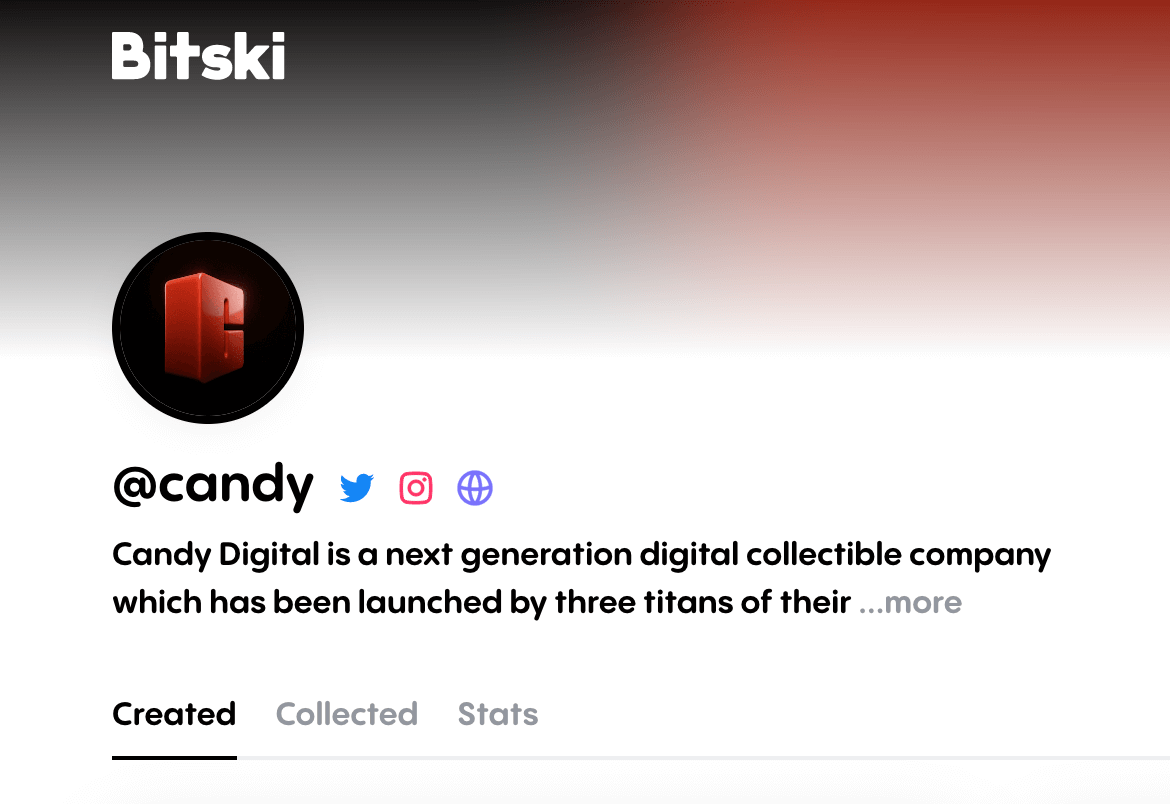 Bitski
C
@candy
Candy Digital is a next generation digital collectible company
which has been launched by three titans of their ...more
Created Collected Stats